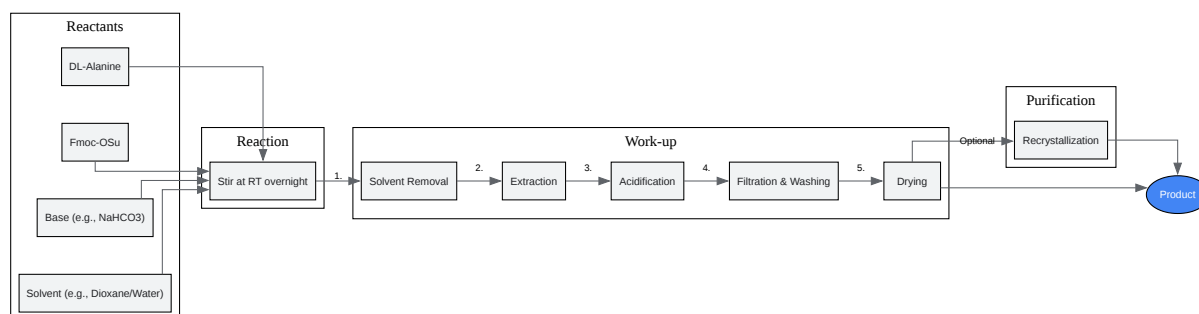 Reactants
DL-Alanine
Fmoc-OSu
Base (e.g., NaHCO3)
Solvent (e.g., Dioxane/Water)
Reaction
Stir at RT overnight
1.
Work-up
Solvent Removal
2.
Extraction
3.
Acidification
4.
Filtration & Washing
5.
Drying
Optional
Purification
Recrystallization
Product